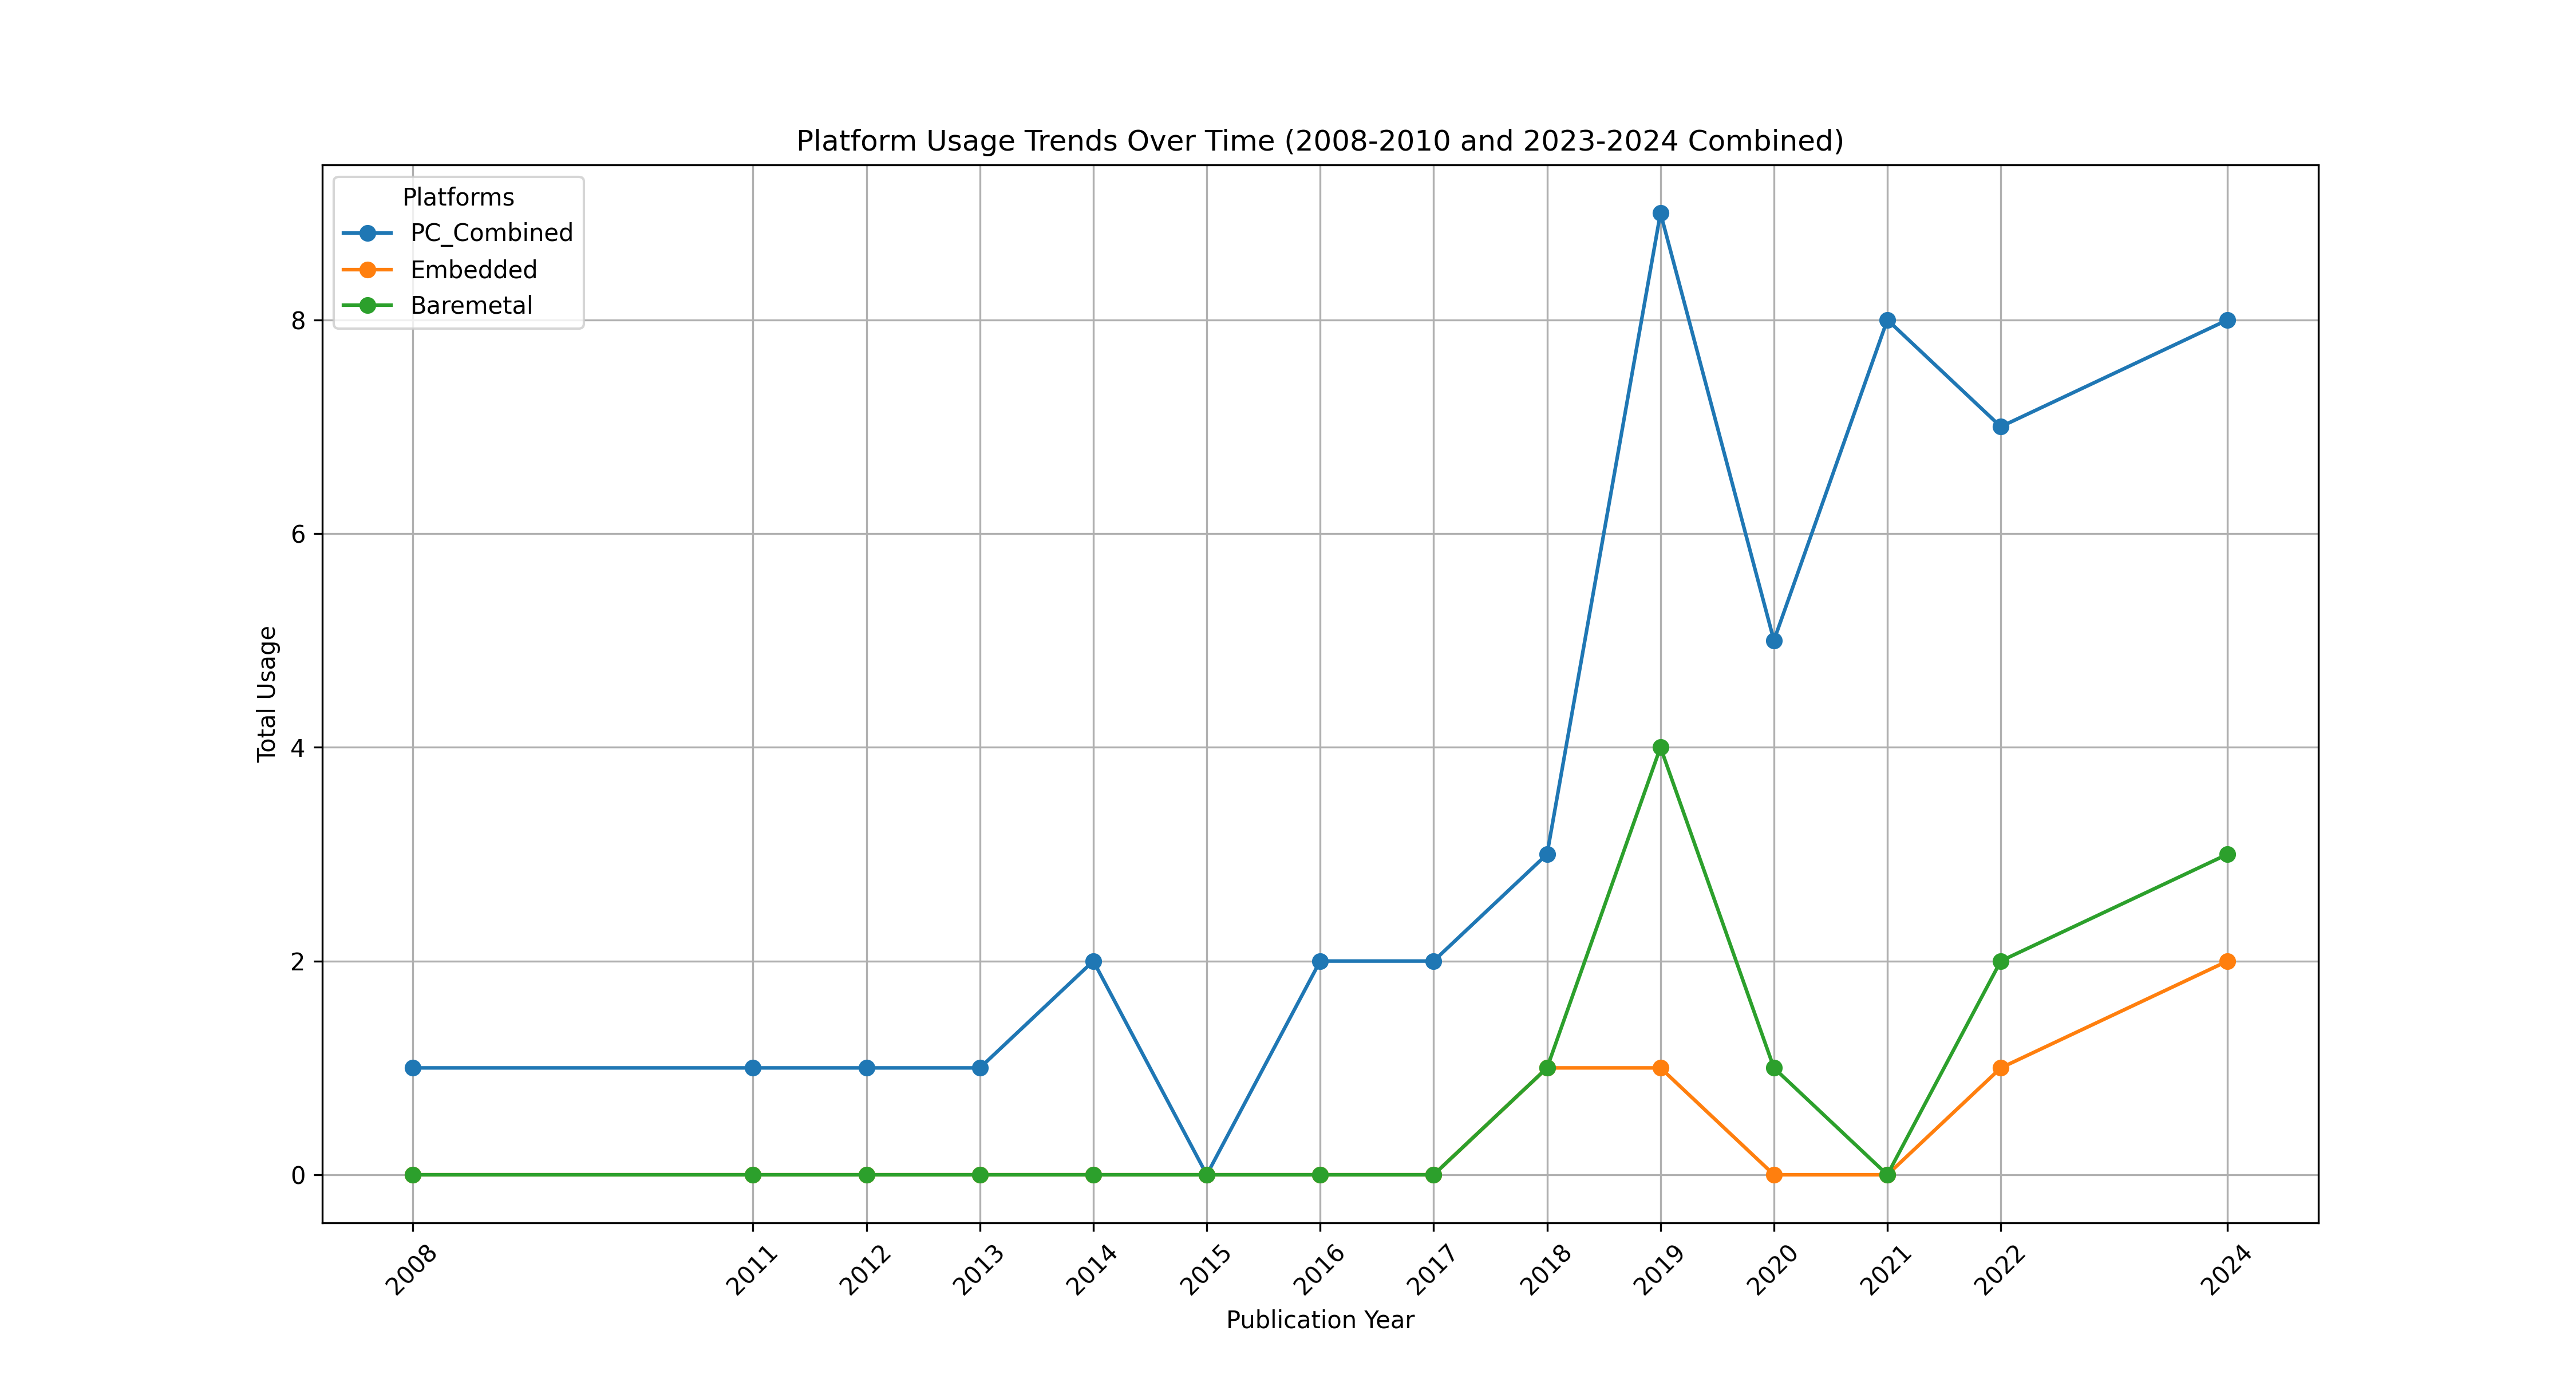 Platform Usage Trends Over Time (2008-2010 and 2023-2024 Combined)
Platforms
PC_Combined
Embedded
Baremetal
8
6
4
2
0
Total Usage
2008
2011
2012
2013
2014
2015
2016
2017
2018
2019
2020
2021
2022
2024
Publication Year